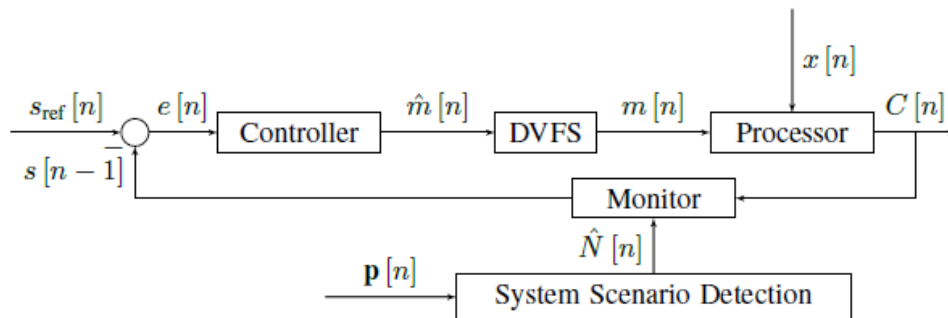 x [n]
s_ref [n] e [n] Controller m̂ [n] DVFS m [n] Processor C [n]
−
s [n − 1]
Monitor
N̂ [n]
p [n]
System Scenario Detection